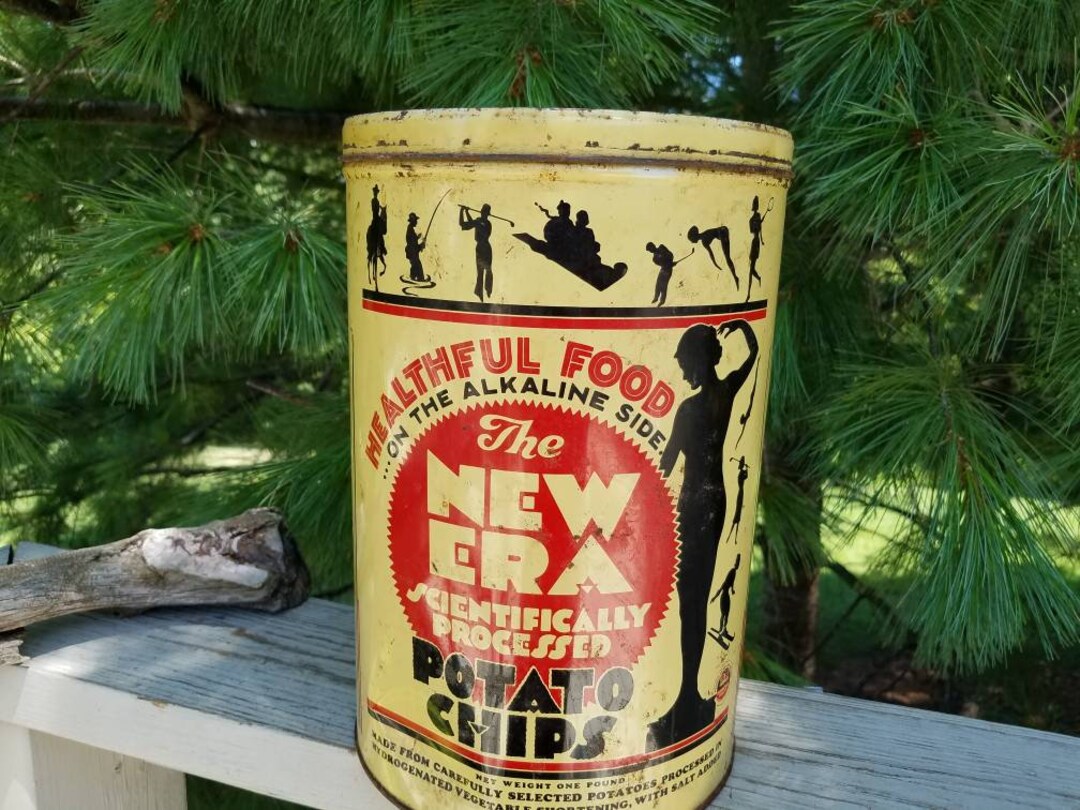 HEALTHFUL FOOD
...ON THE ALKALINE SIDE
The
NEW
ERA
SCIENTIFICALLY
PROCESSED
POTATO
CHIPS
NET WEIGHT ONE POUND
MADE FROM CAREFULLY SELECTED POTATOES PROCESSED IN
HYDROGENATED VEGETABLE SHORTENING, WITH SALT ADDED